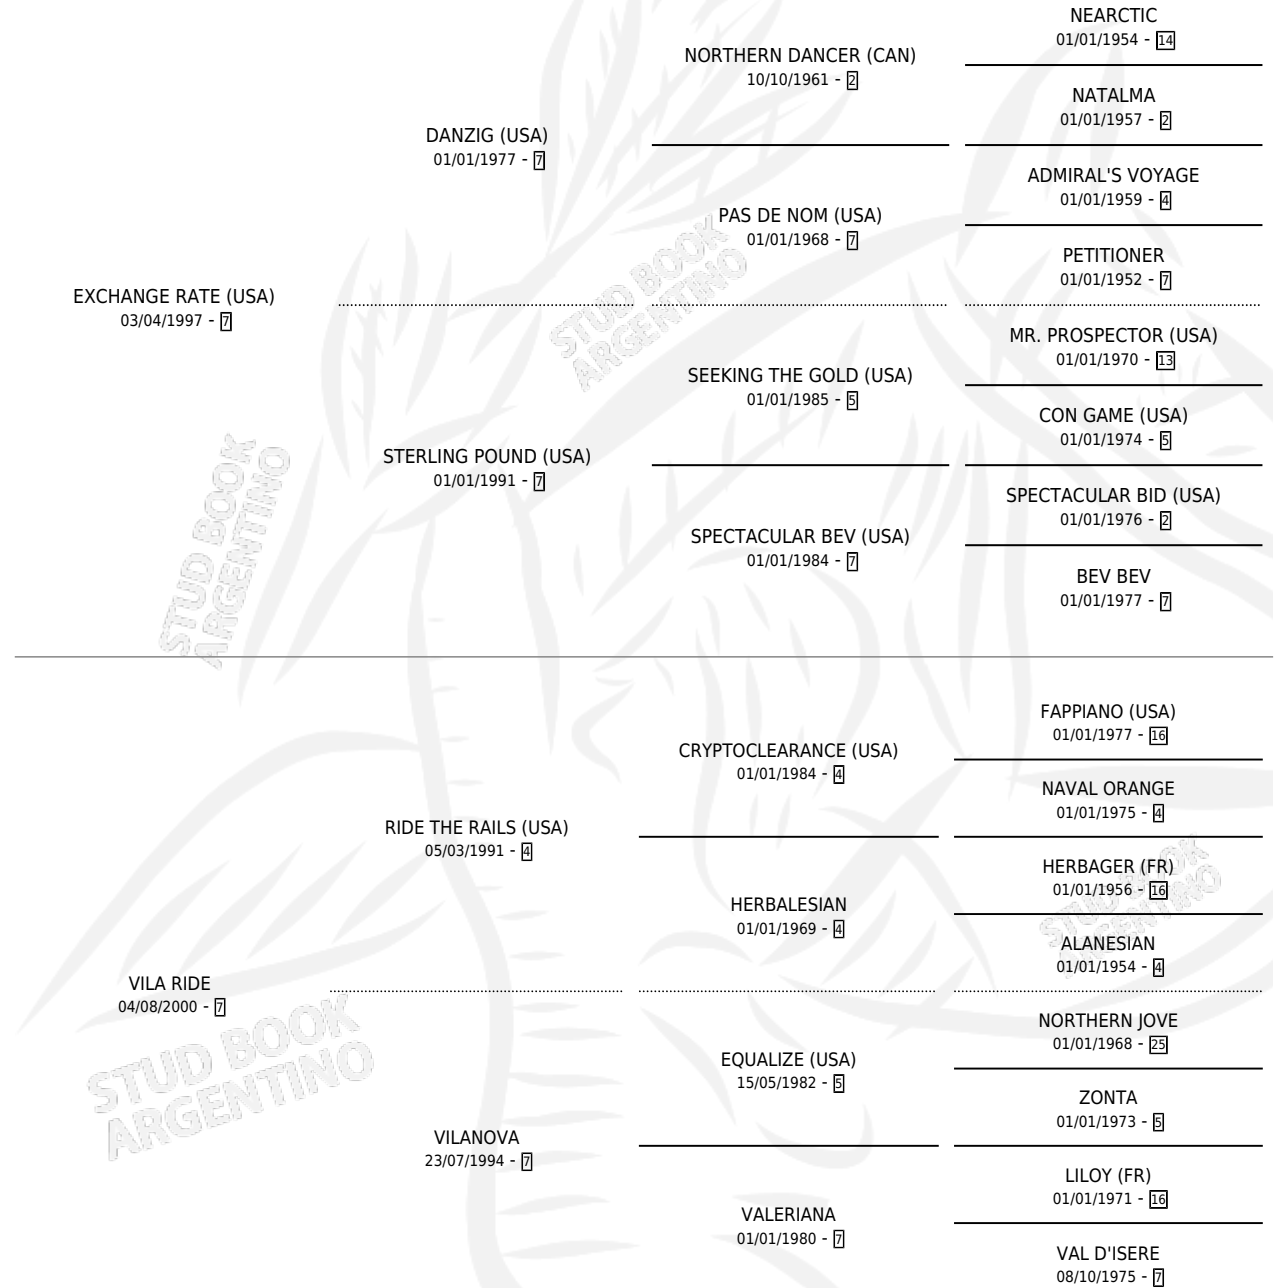 NEARCTIC
01/01/1954 - 14
NORTHERN DANCER (CAN)
10/10/1961 - 2
NATALMA
01/01/1957 - 2
DANZIG (USA)
01/01/1977 - 7
ADMIRAL'S VOYAGE
01/01/1959 - 4
PAS DE NOM (USA)
01/01/1968 - 7
PETITIONER
01/01/1952 - 7
EXCHANGE RATE (USA)
03/04/1997 - 7
MR. PROSPECTOR (USA)
01/01/1970 - 13
SEEKING THE GOLD (USA)
01/01/1985 - 5
CON GAME (USA)
01/01/1974 - 5
STERLING POUND (USA)
01/01/1991 - 7
SPECTACULAR BID (USA)
01/01/1976 - 2
SPECTACULAR BEV (USA)
01/01/1984 - 7
BEV BEV
01/01/1977 - 7
FAPPIANO (USA)
01/01/1977 - 16
CRYPTOCLEARANCE (USA)
01/01/1984 - 4
NAVAL ORANGE
01/01/1975 - 4
RIDE THE RAILS (USA)
05/03/1991 - 4
HERBAGER (FR)
01/01/1956 - 16
HERBALESIAN
01/01/1969 - 4
ALANESIAN
01/01/1954 - 4
VILA RIDE
04/08/2000 - 7
NORTHERN JOVE
01/01/1968 - 25
EQUALIZE (USA)
15/05/1982 - 5
ZONTA
01/01/1973 - 5
VILANOVA
23/07/1994 - 7
LILOY (FR)
01/01/1971 - 16
VALERIANA
01/01/1980 - 7
VAL D'ISERE
08/10/1975 - 7
STUD BOOK
ARGENTINO
STUD BOOK
ARGENTINO
STUD BOOK
ARGENTINO
STUD BOOK
ARGENTINO